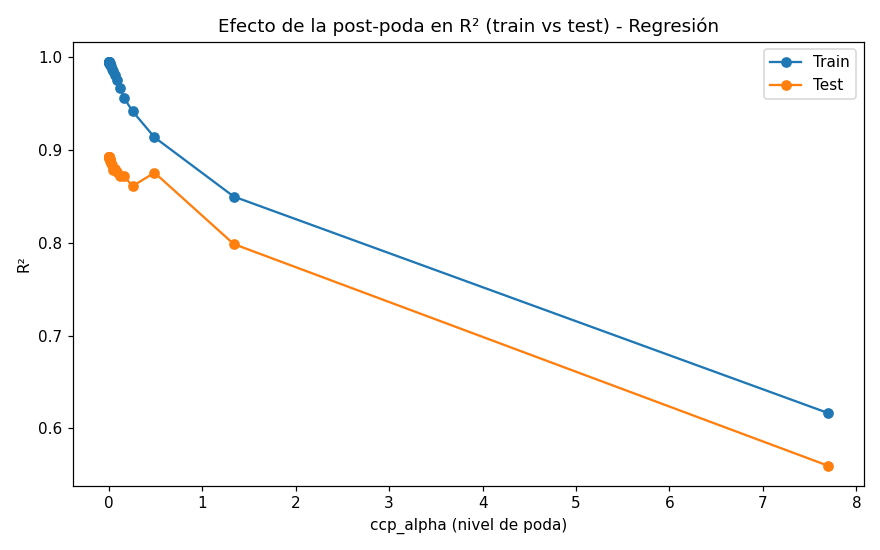 Efecto de la post-poda en R² (train vs test) - Regresión
Train
Test
R²
1.0
0.9
0.8
0.7
0.6
0 1 2 3 4 5 6 7 8
ccp_alpha (nivel de poda)